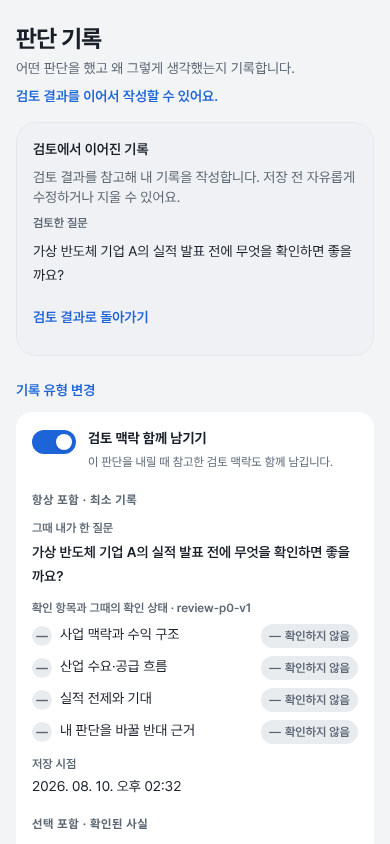 판단 기록
어떤 판단을 했고 왜 그렇게 생각했는지 기록합니다.
검토 결과를 이어서 작성할 수 있어요.
검토에서 이어진 기록
검토 결과를 참고해 내 기록을 작성합니다. 저장 전 자유롭게
수정하거나 지울 수 있어요.
검토한 질문
가상 반도체 기업 A의 실적 발표 전에 무엇을 확인하면 좋을
까요?
검토 결과로 돌아가기
기록 유형 변경
검토 맥락 함께 남기기
이 판단을 내릴 때 참고한 검토 맥락도 함께 남깁니다.
항상 포함 · 최소 기록
그때 내가 한 질문
가상 반도체 기업 A의 실적 발표 전에 무엇을 확인하면 좋을
까요?
확인 항목과 그때의 확인 상태 · review-p0-v1
— 사업 맥락과 수익 구조 — 확인하지 않음
— 산업 수요·공급 흐름 — 확인하지 않음
— 실적 전제와 기대 — 확인하지 않음
— 내 판단을 바꿀 반대 근거 — 확인하지 않음
저장 시점
2026. 08. 10. 오후 02:32
선택 포함 · 확인된 사실